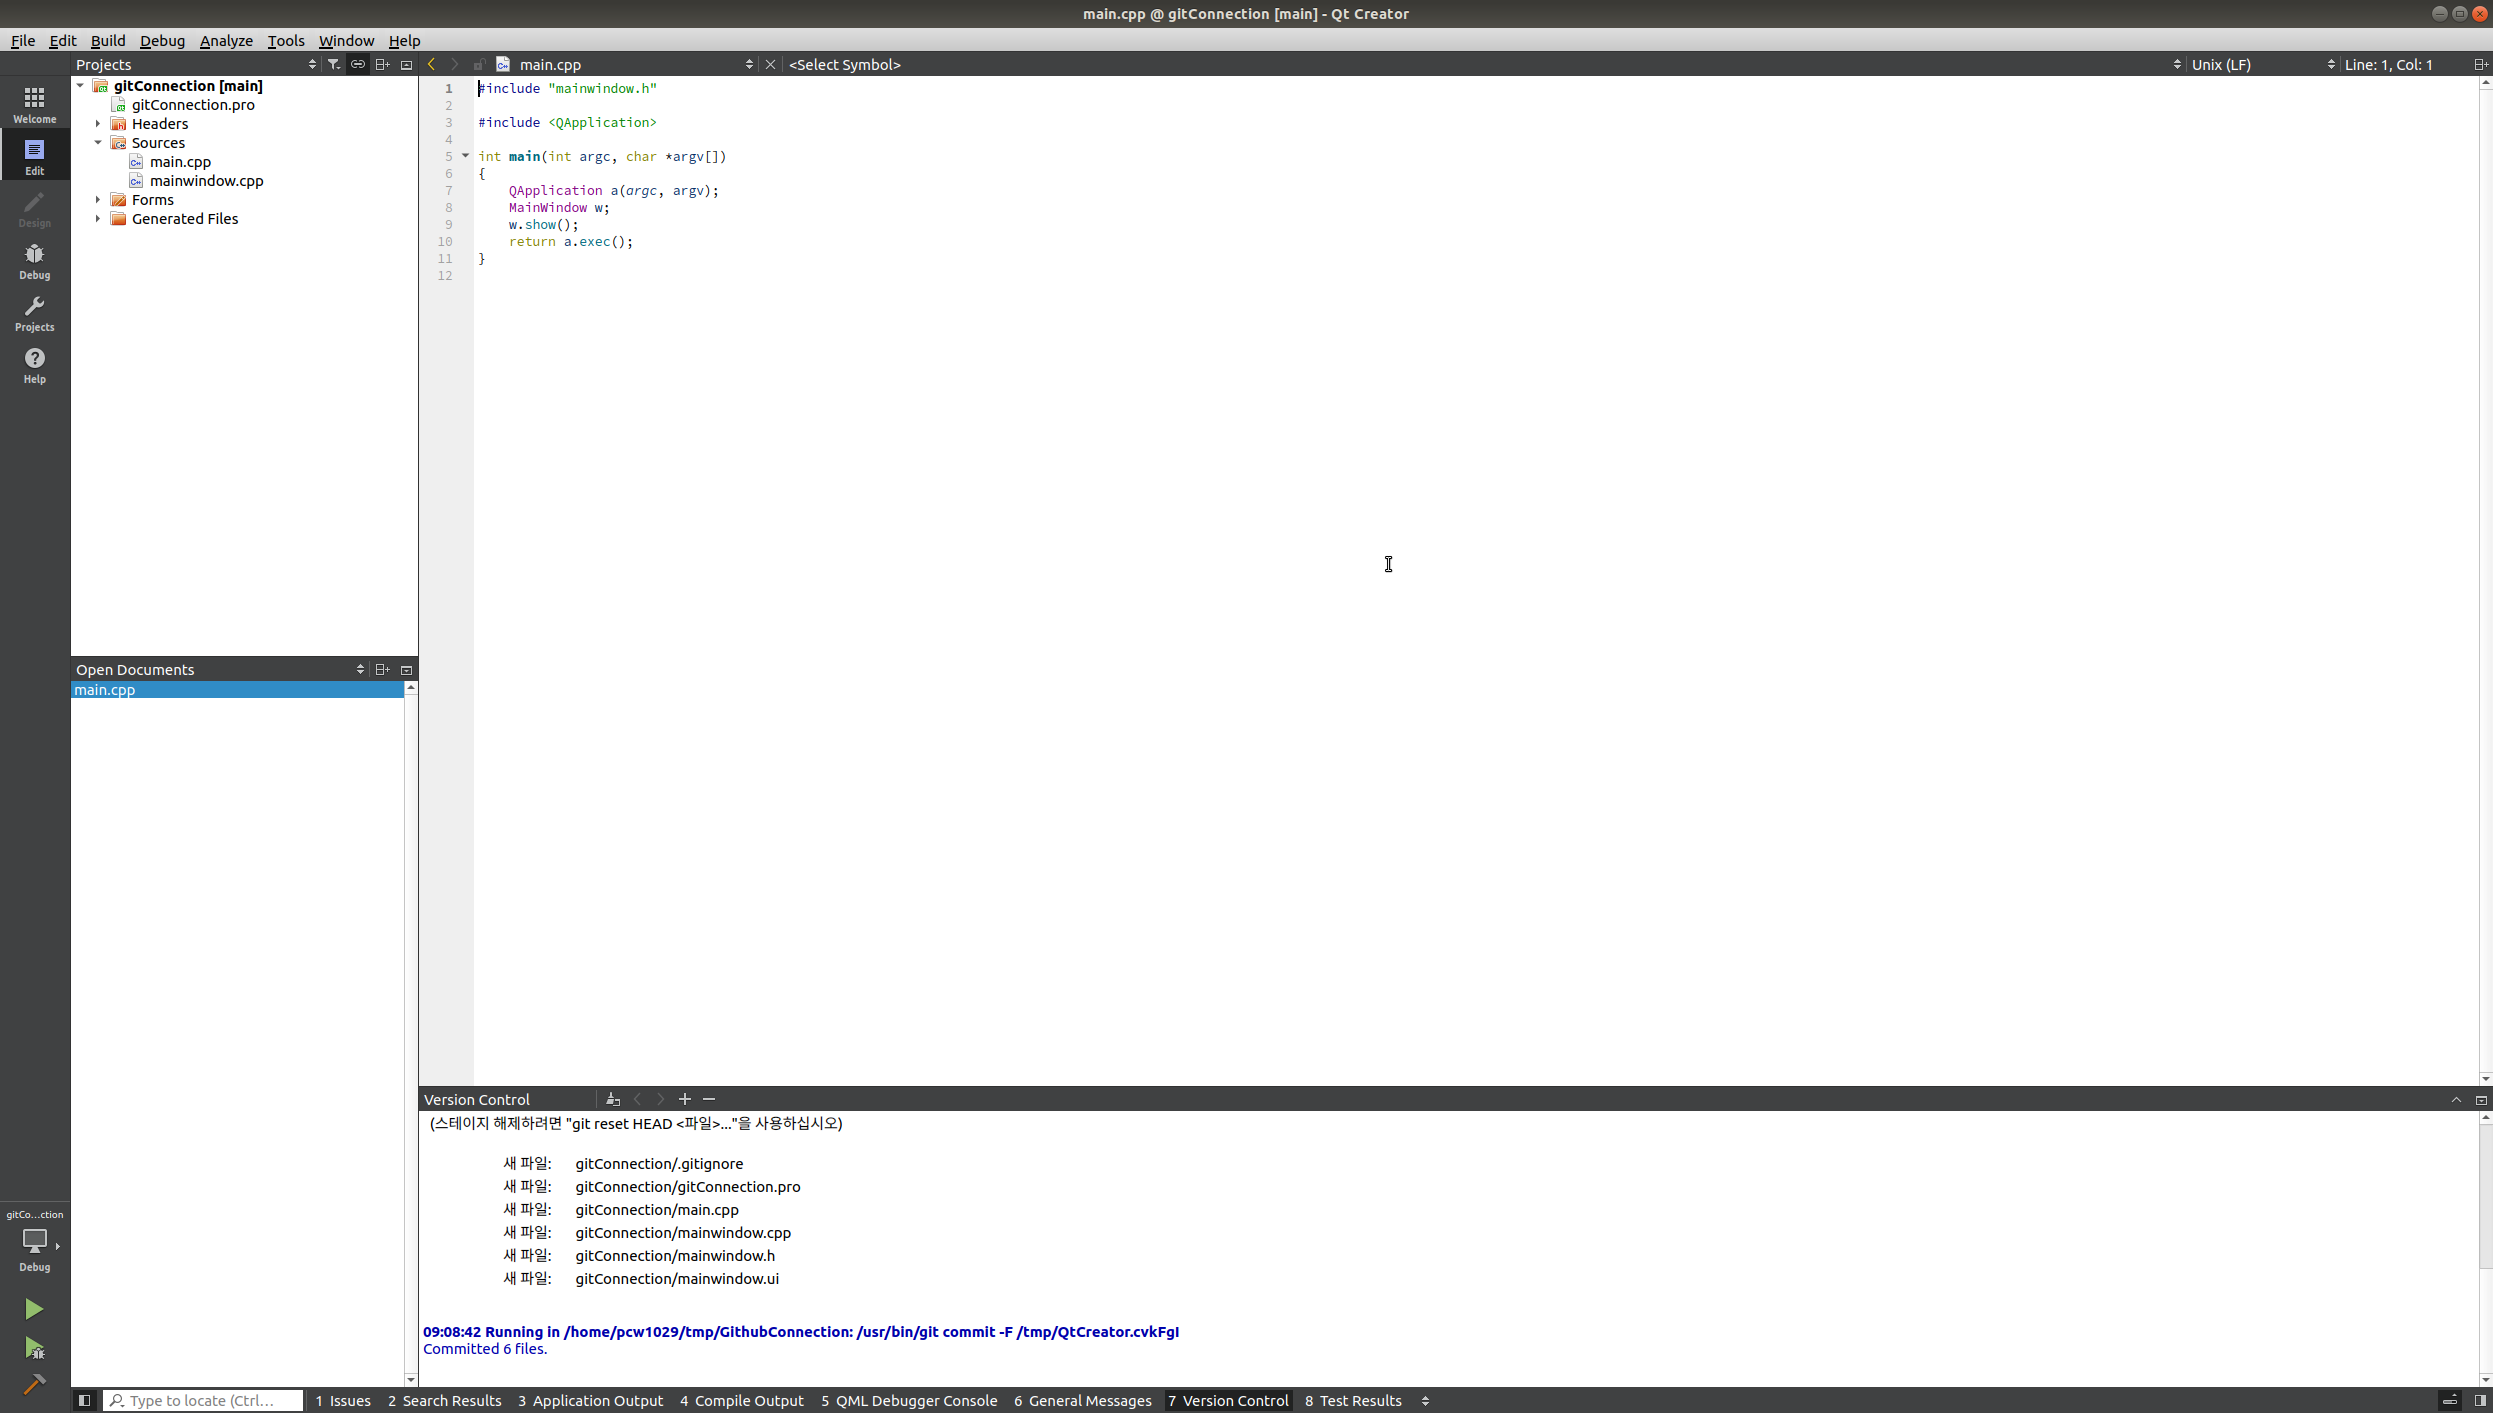 main.cpp @ gitConnection [main] - Qt Creator
File Edit Build Debug Analyze Tools Window Help
Projects
main.cpp
<Select Symbol>
Unix (LF)
Line: 1, Col: 1
Welcome
Edit
Design
Debug
Projects
Help
gitConnection [main]
gitConnection.pro
Headers
Sources
main.cpp
mainwindow.cpp
Forms
Generated Files
1 #include "mainwindow.h"
2
3 #include <QApplication>
4
5 int main(int argc, char *argv[])
6 {
7 QApplication a(argc, argv);
8 MainWindow w;
9 w.show();
10 return a.exec();
11 }
12
Open Documents
main.cpp
Version Control
(스테이지 해제하려면 "git reset HEAD <파일>..."을 사용하십시오)
새 파일: gitConnection/.gitignore
새 파일: gitConnection/gitConnection.pro
새 파일: gitConnection/main.cpp
새 파일: gitConnection/mainwindow.cpp
새 파일: gitConnection/mainwindow.h
새 파일: gitConnection/mainwindow.ui
09:08:42 Running in /home/pcw1029/tmp/GithubConnection: /usr/bin/git commit -F /tmp/QtCreator.cvkFgI
Committed 6 files.
gitCo...ction
Debug
Type to locate (Ctrl...
1 Issues 2 Search Results 3 Application Output 4 Compile Output 5 QML Debugger Console 6 General Messages 7 Version Control 8 Test Results